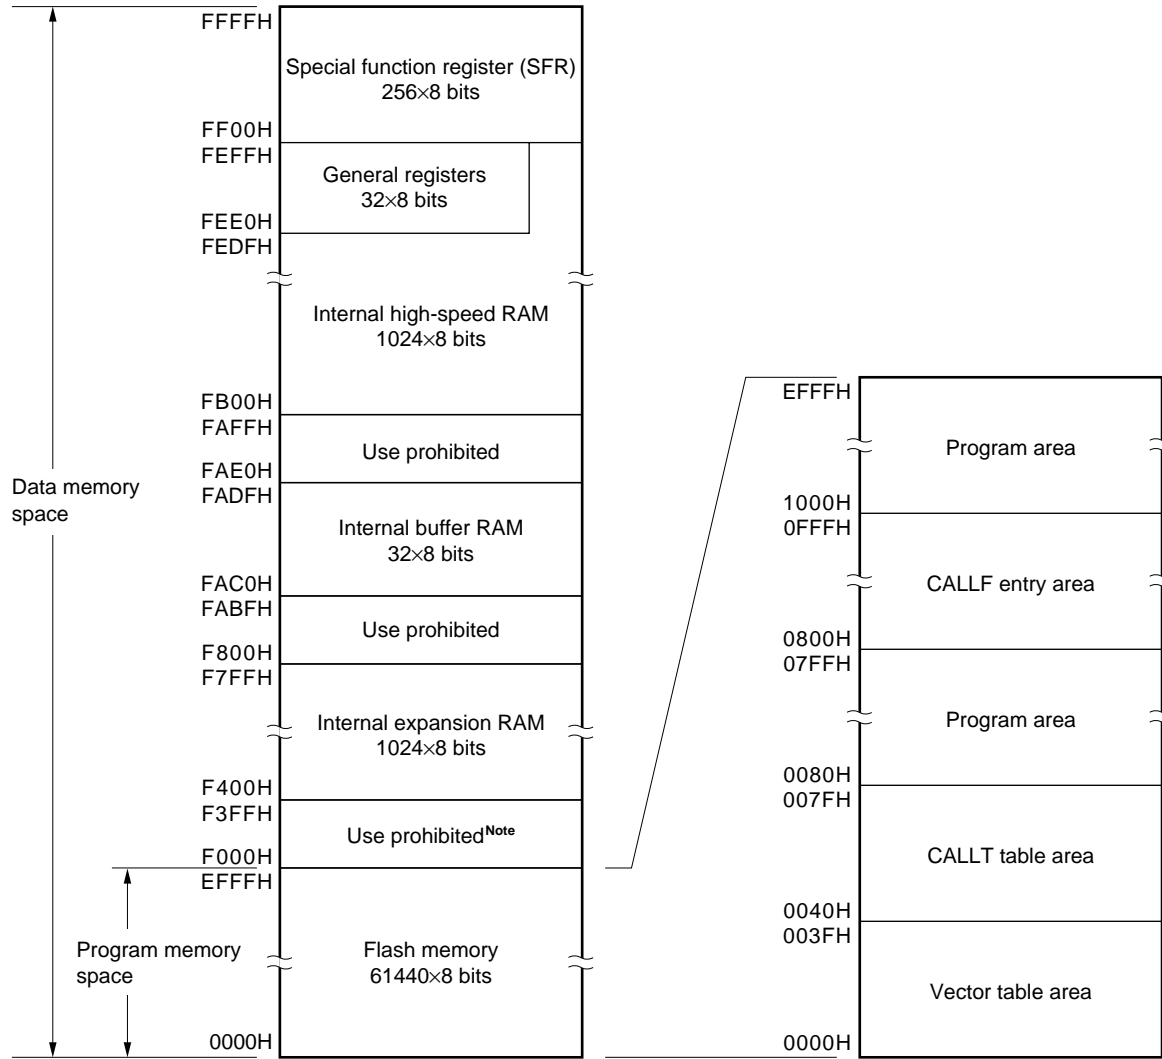 FFFFH
Special function register (SFR)
256×8 bits
FF00H
FEFFH
General registers
32×8 bits
FEE0H
FEDFH
Internal high-speed RAM
1024×8 bits
FB00H
FAFFH
Use prohibited
FAE0H
FADFH
Data memory
space
Internal buffer RAM
32×8 bits
FAC0H
FABFH
Use prohibited
F800H
F7FFH
Internal expansion RAM
1024×8 bits
F400H
F3FFH
Use prohibited Note
F000H
EFFFH
Program memory
space
Flash memory
61440×8 bits
0000H
EFFFH
Program area
1000H
0FFFH
CALLF entry area
0800H
07FFH
Program area
0080H
007FH
CALLT table area
0040H
003FH
Vector table area
0000H